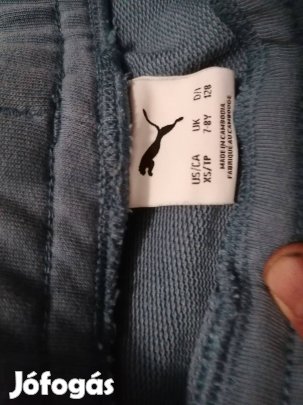 US/CA UK D/I
XS/TP 7-8Y 128
MADE IN CAMBODIA
FABRIQUÉ AU CAMBODGE
Jófogás